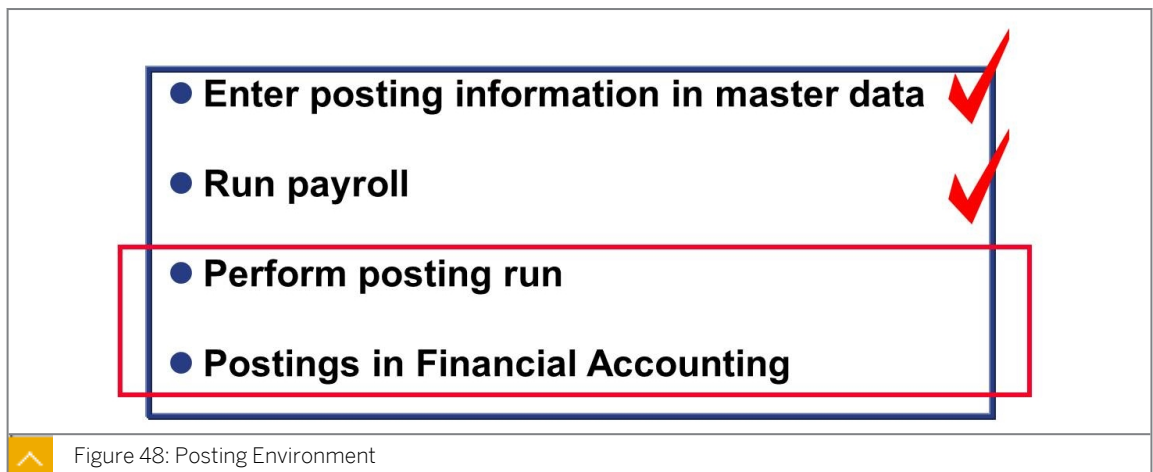 ● Enter posting information in master data
● Run payroll
● Perform posting run
● Postings in Financial Accounting
Figure 48: Posting Environment